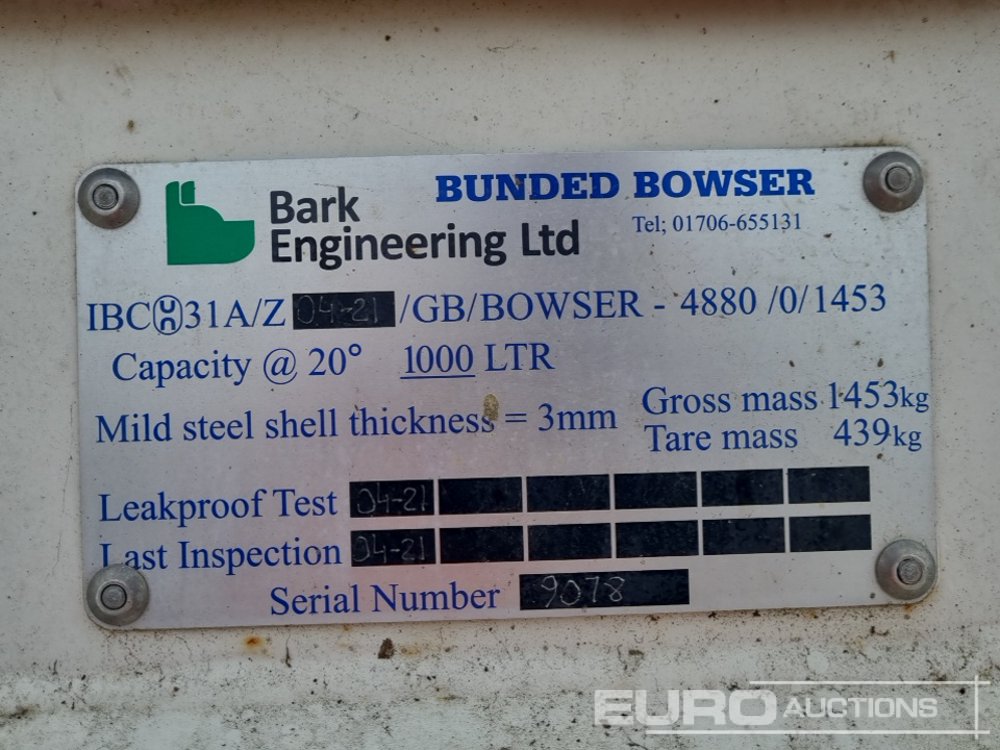 Bark
Engineering Ltd
BUNDED BOWSER
Tel; 01706-655131
IBC UN 31A/Z 04-21 /GB/BOWSER - 4880 /0/1453
Capacity @ 20° 1000 LTR
Mild steel shell thickness = 3mm
Gross mass 1453kg
Tare mass 439kg
Leakproof Test 04-21
Last Inspection 04-21
Serial Number 9078
EURO AUCTIONS